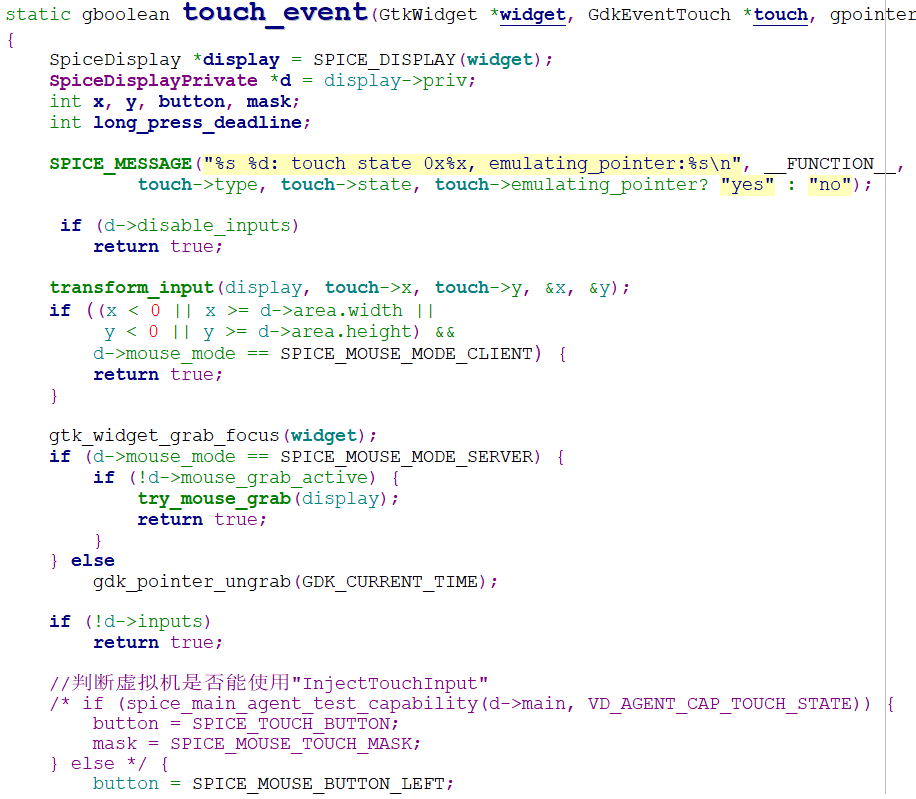 static gboolean touch_event(GtkWidget *widget, GdkEventTouch *touch, gpointer
{
    SpiceDisplay *display = SPICE_DISPLAY(widget);
    SpiceDisplayPrivate *d = display->priv;
    int x, y, button, mask;
    int long_press_deadline;

    SPICE_MESSAGE("%s %d: touch state 0x%x, emulating_pointer:%s\n", __FUNCTION__,
            touch->type, touch->state, touch->emulating_pointer? "yes" : "no");

     if (d->disable_inputs)
        return true;

    transform_input(display, touch->x, touch->y, &x, &y);
    if ((x < 0 || x >= d->area.width ||
         y < 0 || y >= d->area.height) &&
        d->mouse_mode == SPICE_MOUSE_MODE_CLIENT) {
        return true;
    }

    gtk_widget_grab_focus(widget);
    if (d->mouse_mode == SPICE_MOUSE_MODE_SERVER) {
        if (!d->mouse_grab_active) {
            try_mouse_grab(display);
            return true;
        }
    } else
        gdk_pointer_ungrab(GDK_CURRENT_TIME);

    if (!d->inputs)
        return true;

    //判断虚拟机是否能使用"InjectTouchInput"
    /* if (spice_main_agent_test_capability(d->main, VD_AGENT_CAP_TOUCH_STATE)) {
        button = SPICE_TOUCH_BUTTON;
        mask = SPICE_MOUSE_TOUCH_MASK;
    } else */ {
        button = SPICE_MOUSE_BUTTON_LEFT;